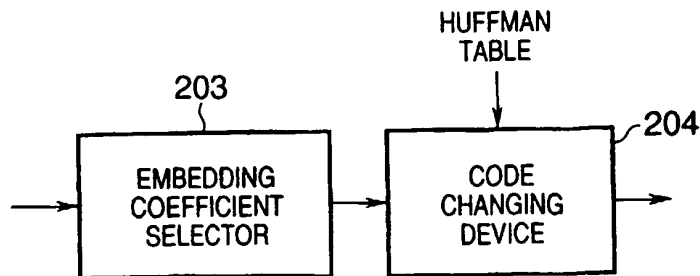 HUFFMAN
TABLE
203
204
EMBEDDING
COEFFICIENT
SELECTOR
CODE
CHANGING
DEVICE